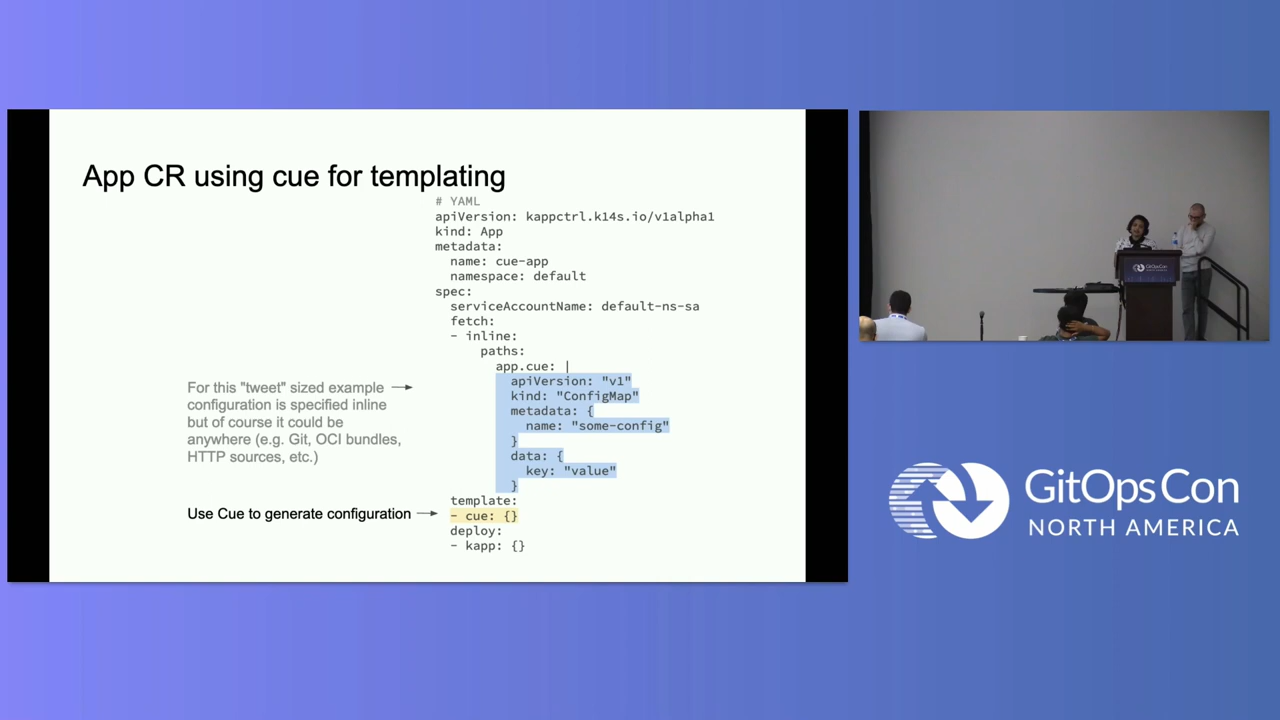 App CR using cue for templating
# YAML
apiVersion: kappctrl.k14s.io/v1alpha1
kind: App
metadata:
  name: cue-app
  namespace: default
spec:
  serviceAccountName: default-ns-sa
  fetch:
  - inline:
      paths:
        app.cue: |
          apiVersion: "v1"
          kind: "ConfigMap"
          metadata: {
            name: "some-config"
          }
          data: {
            key: "value"
          }
  template:
  - cue: {}
  deploy:
  - kapp: {}
For this "tweet" sized example
configuration is specified inline
but of course it could be
anywhere (e.g. Git, OCI bundles,
HTTP sources, etc.)
Use Cue to generate configuration
GitOpsCon
GitOpsCon
NORTH AMERICA